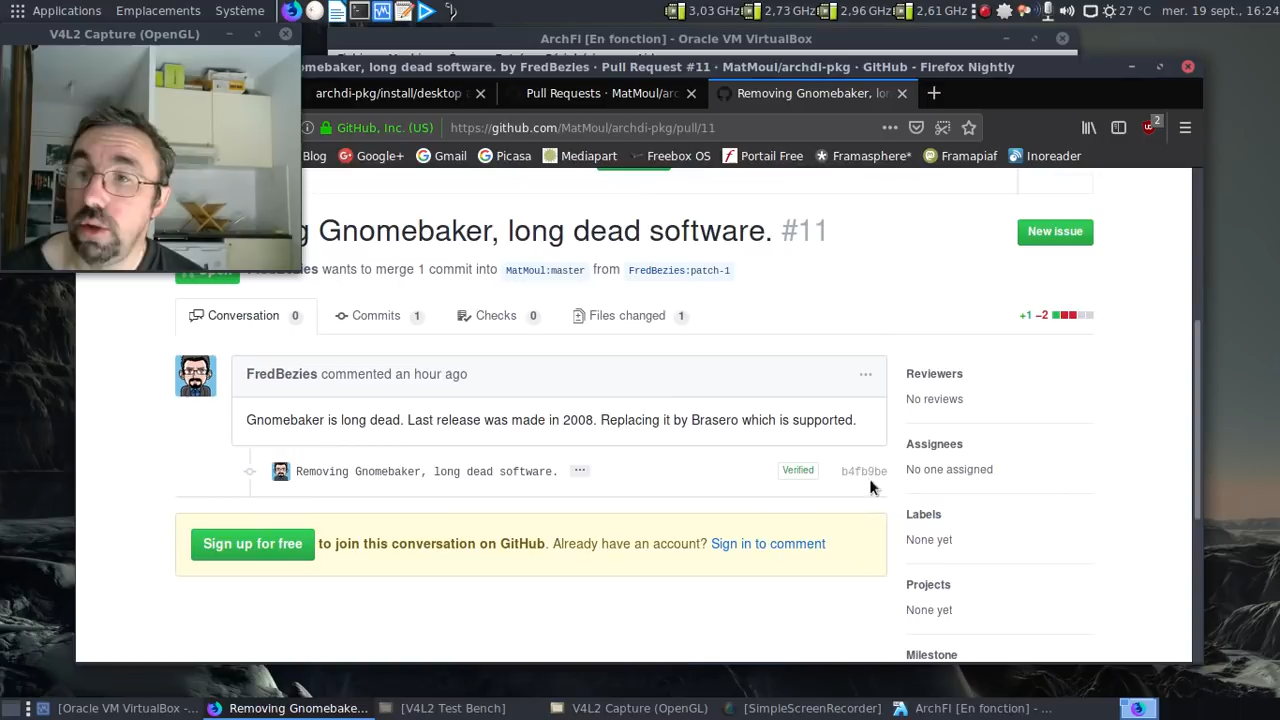 Applications Emplacements Système 3,03 GHz 2,73 GHz 2,96 GHz 2,61 GHz 27 °C mer. 19 sept., 16:24
V4L2 Capture (OpenGL)
ArchFI [En fonction] - Oracle VM VirtualBox
omebaker, long dead software. by FredBezies · Pull Request #11 · MatMoul/archdi-pkg · GitHub - Firefox Nightly
archdi-pkg/install/desktop
Pull Requests · MatMoul/arc
Removing Gnomebaker, lon
GitHub, Inc. (US) https://github.com/MatMoul/archdi-pkg/pull/11 2
Blog Google+ Gmail Picasa Mediapart Freebox OS Portail Free Framasphère* Framapiaf Inoreader
g Gnomebaker, long dead software. #11
New issue
wants to merge 1 commit into MatMoul:master from FredBezies:patch-1
Conversation 0 Commits 1 Checks 0 Files changed 1 +1 −2
FredBezies commented an hour ago
Gnomebaker is long dead. Last release was made in 2008. Replacing it by Brasero which is supported.
Removing Gnomebaker, long dead software. Verified b4fb9be
Sign up for free to join this conversation on GitHub. Already have an account? Sign in to comment
Reviewers
No reviews
Assignees
No one assigned
Labels
None yet
Projects
None yet
Milestone
[Oracle VM VirtualBox -... Removing Gnomebake... [V4L2 Test Bench] V4L2 Capture (OpenGL) [SimpleScreenRecorder] ArchFI [En fonction] - ...